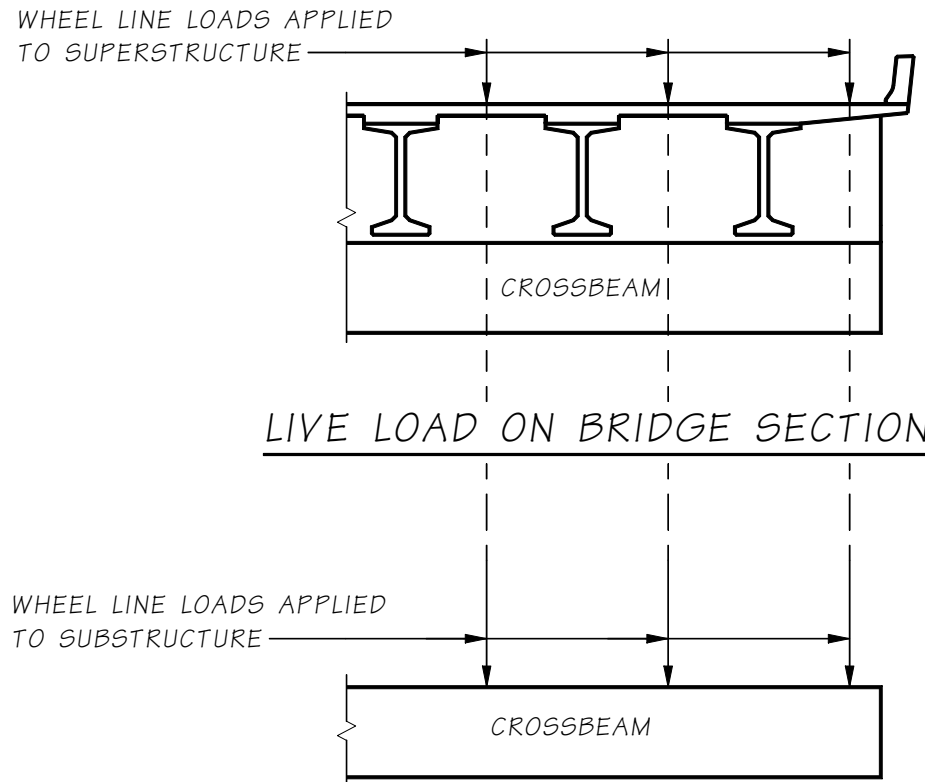 WHEEL LINE LOADS APPLIED
TO SUPERSTRUCTURE
CROSSBEAM
LIVE LOAD ON BRIDGE SECTION
WHEEL LINE LOADS APPLIED
TO SUBSTRUCTURE
CROSSBEAM